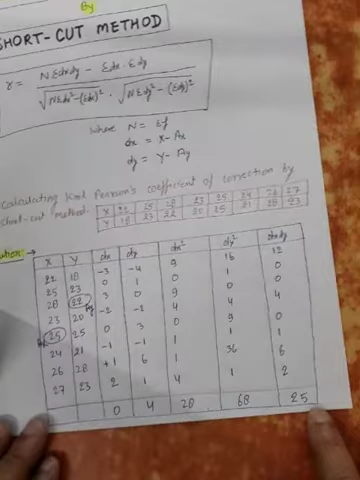 By
SHORT-CUT METHOD
r = NΣdxdy - Σdx · Σdy
√NΣdx² - (Σdx)² · √NΣdy² - (Σdy)²
where N = Σf
dx = X - Ax
dy = Y - Ay
Calculating Karl Pearson's coefficient of correction by
short-cut method.
X 22 25 28 23 25 24 26 27
Y 18 23 22 20 25 21 28 23
X Y dx dy dx² dy² dxdy
22 18 -3 -4 9 16 12
25 23 0 1 0 1 0
28 22 3 0 9 0 0
23 20 -2 -2 4 4 4
25 25 0 3 0 9 0
24 21 -1 -1 1 1 1
26 28 +1 6 1 36 6
27 23 2 1 4 1 2
0 4 28 68 25